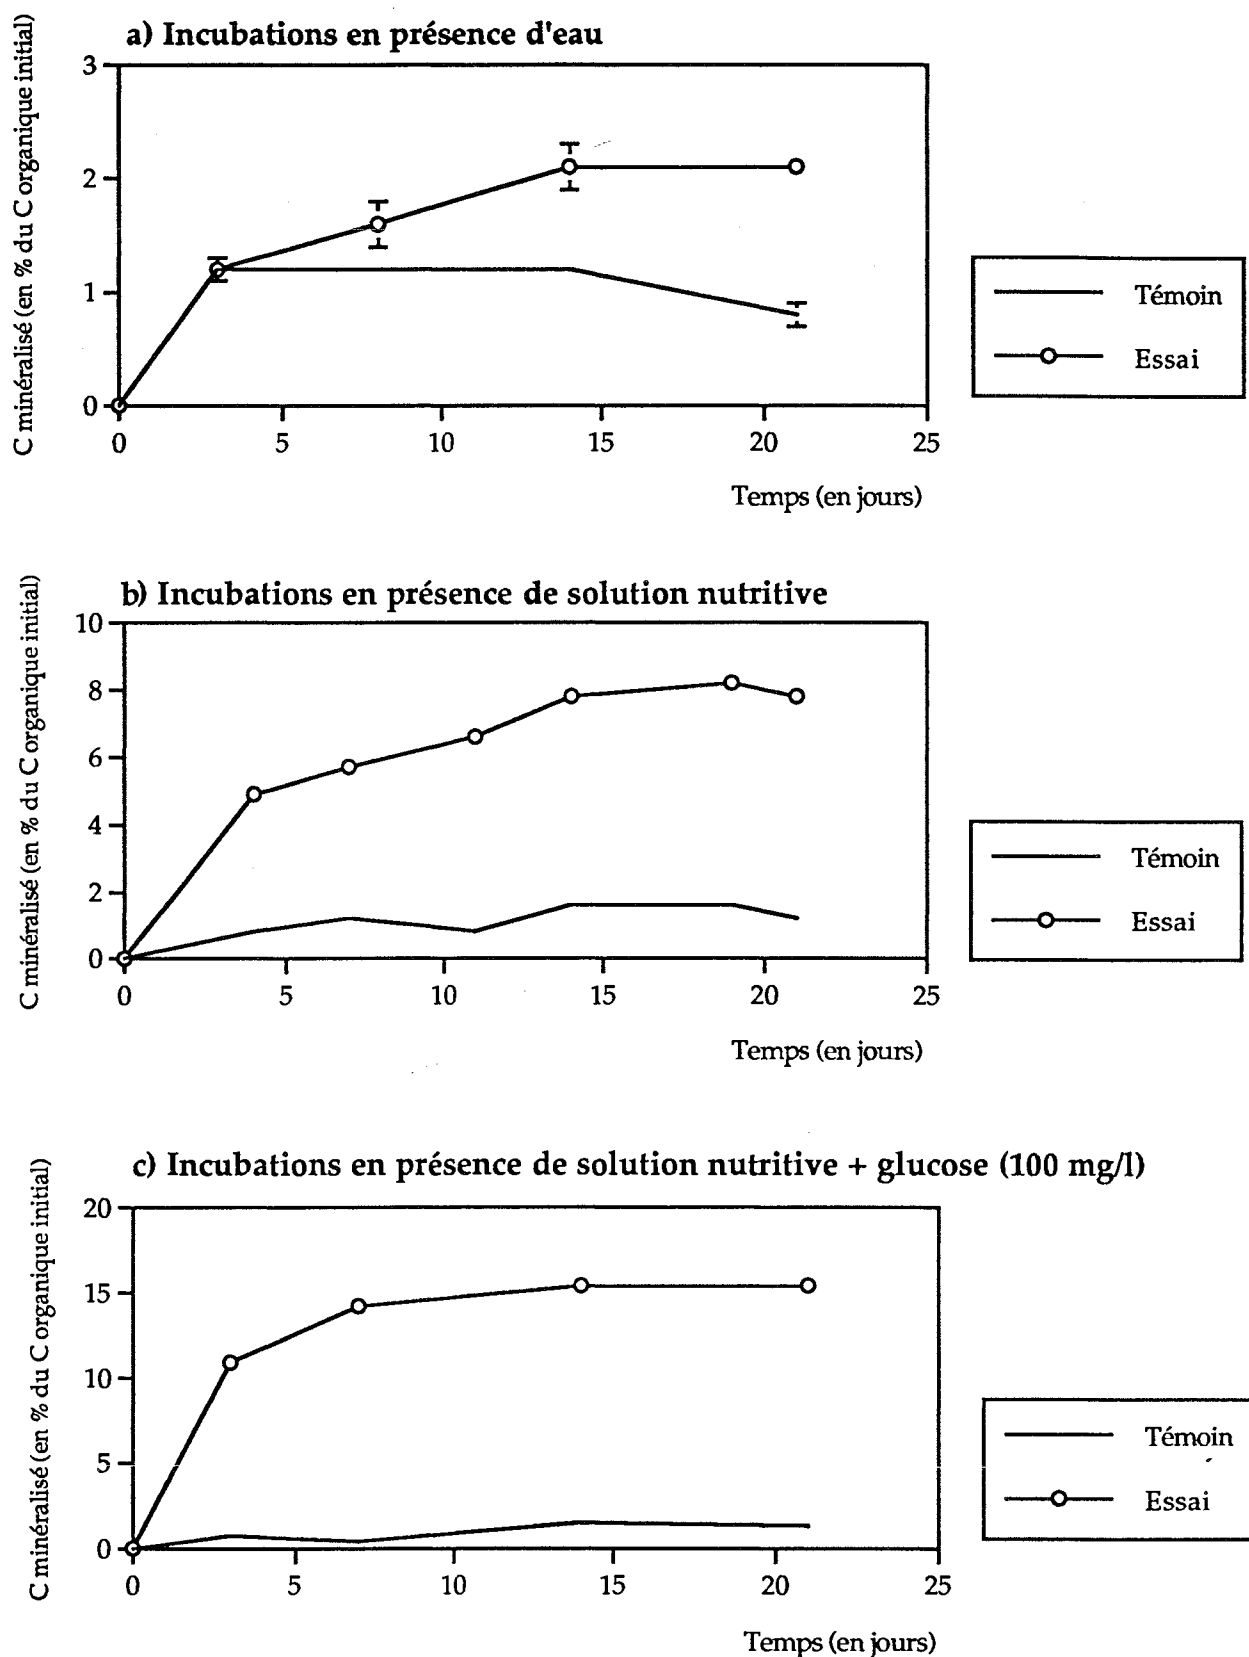 a) Incubations en présence d'eau
C minéralisé (en % du C organique initial)
3
2
1
0
0 5 10 15 20 25
Temps (en jours)
Témoin
Essai
b) Incubations en présence de solution nutritive
C minéralisé (en % du C organique initial)
10
8
6
4
2
0
0 5 10 15 20 25
Temps (en jours)
Témoin
Essai
c) Incubations en présence de solution nutritive + glucose (100 mg/l)
C minéralisé (en % du C organique initial)
20
15
10
5
0
0 5 10 15 20 25
Temps (en jours)
Témoin
Essai